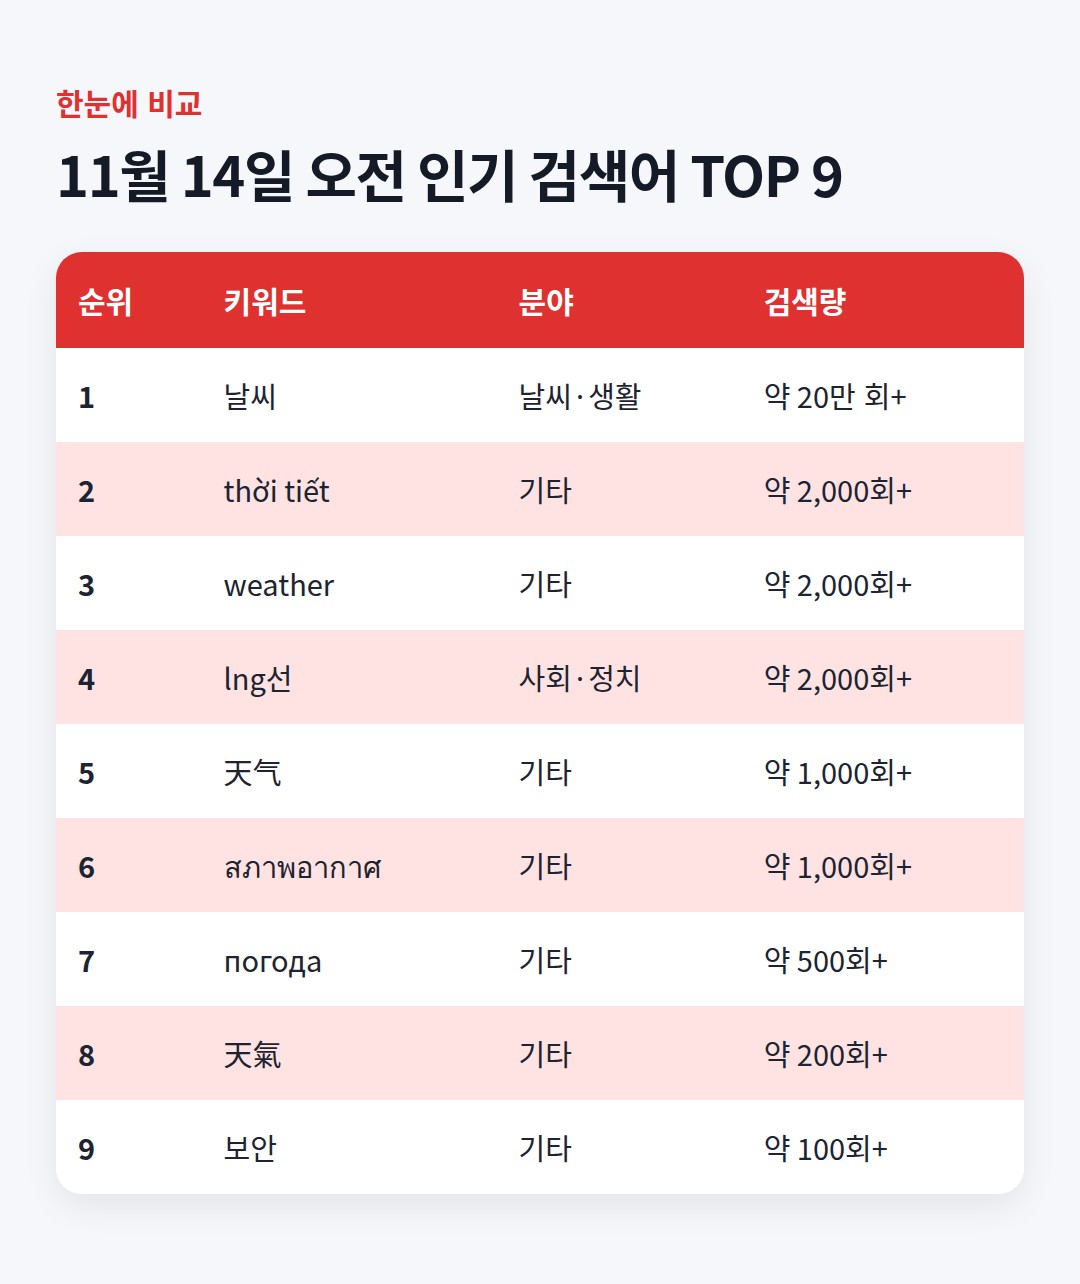 한눈에 비교
11월 14일 오전 인기 검색어 TOP 9
순위 키워드 분야 검색량
1 날씨 날씨·생활 약 20만 회+
2 thời tiết 기타 약 2,000회+
3 weather 기타 약 2,000회+
4 lng선 사회·정치 약 2,000회+
5 天气 기타 약 1,000회+
6 สภาพอากาศ 기타 약 1,000회+
7 погода 기타 약 500회+
8 天氣 기타 약 200회+
9 보안 기타 약 100회+